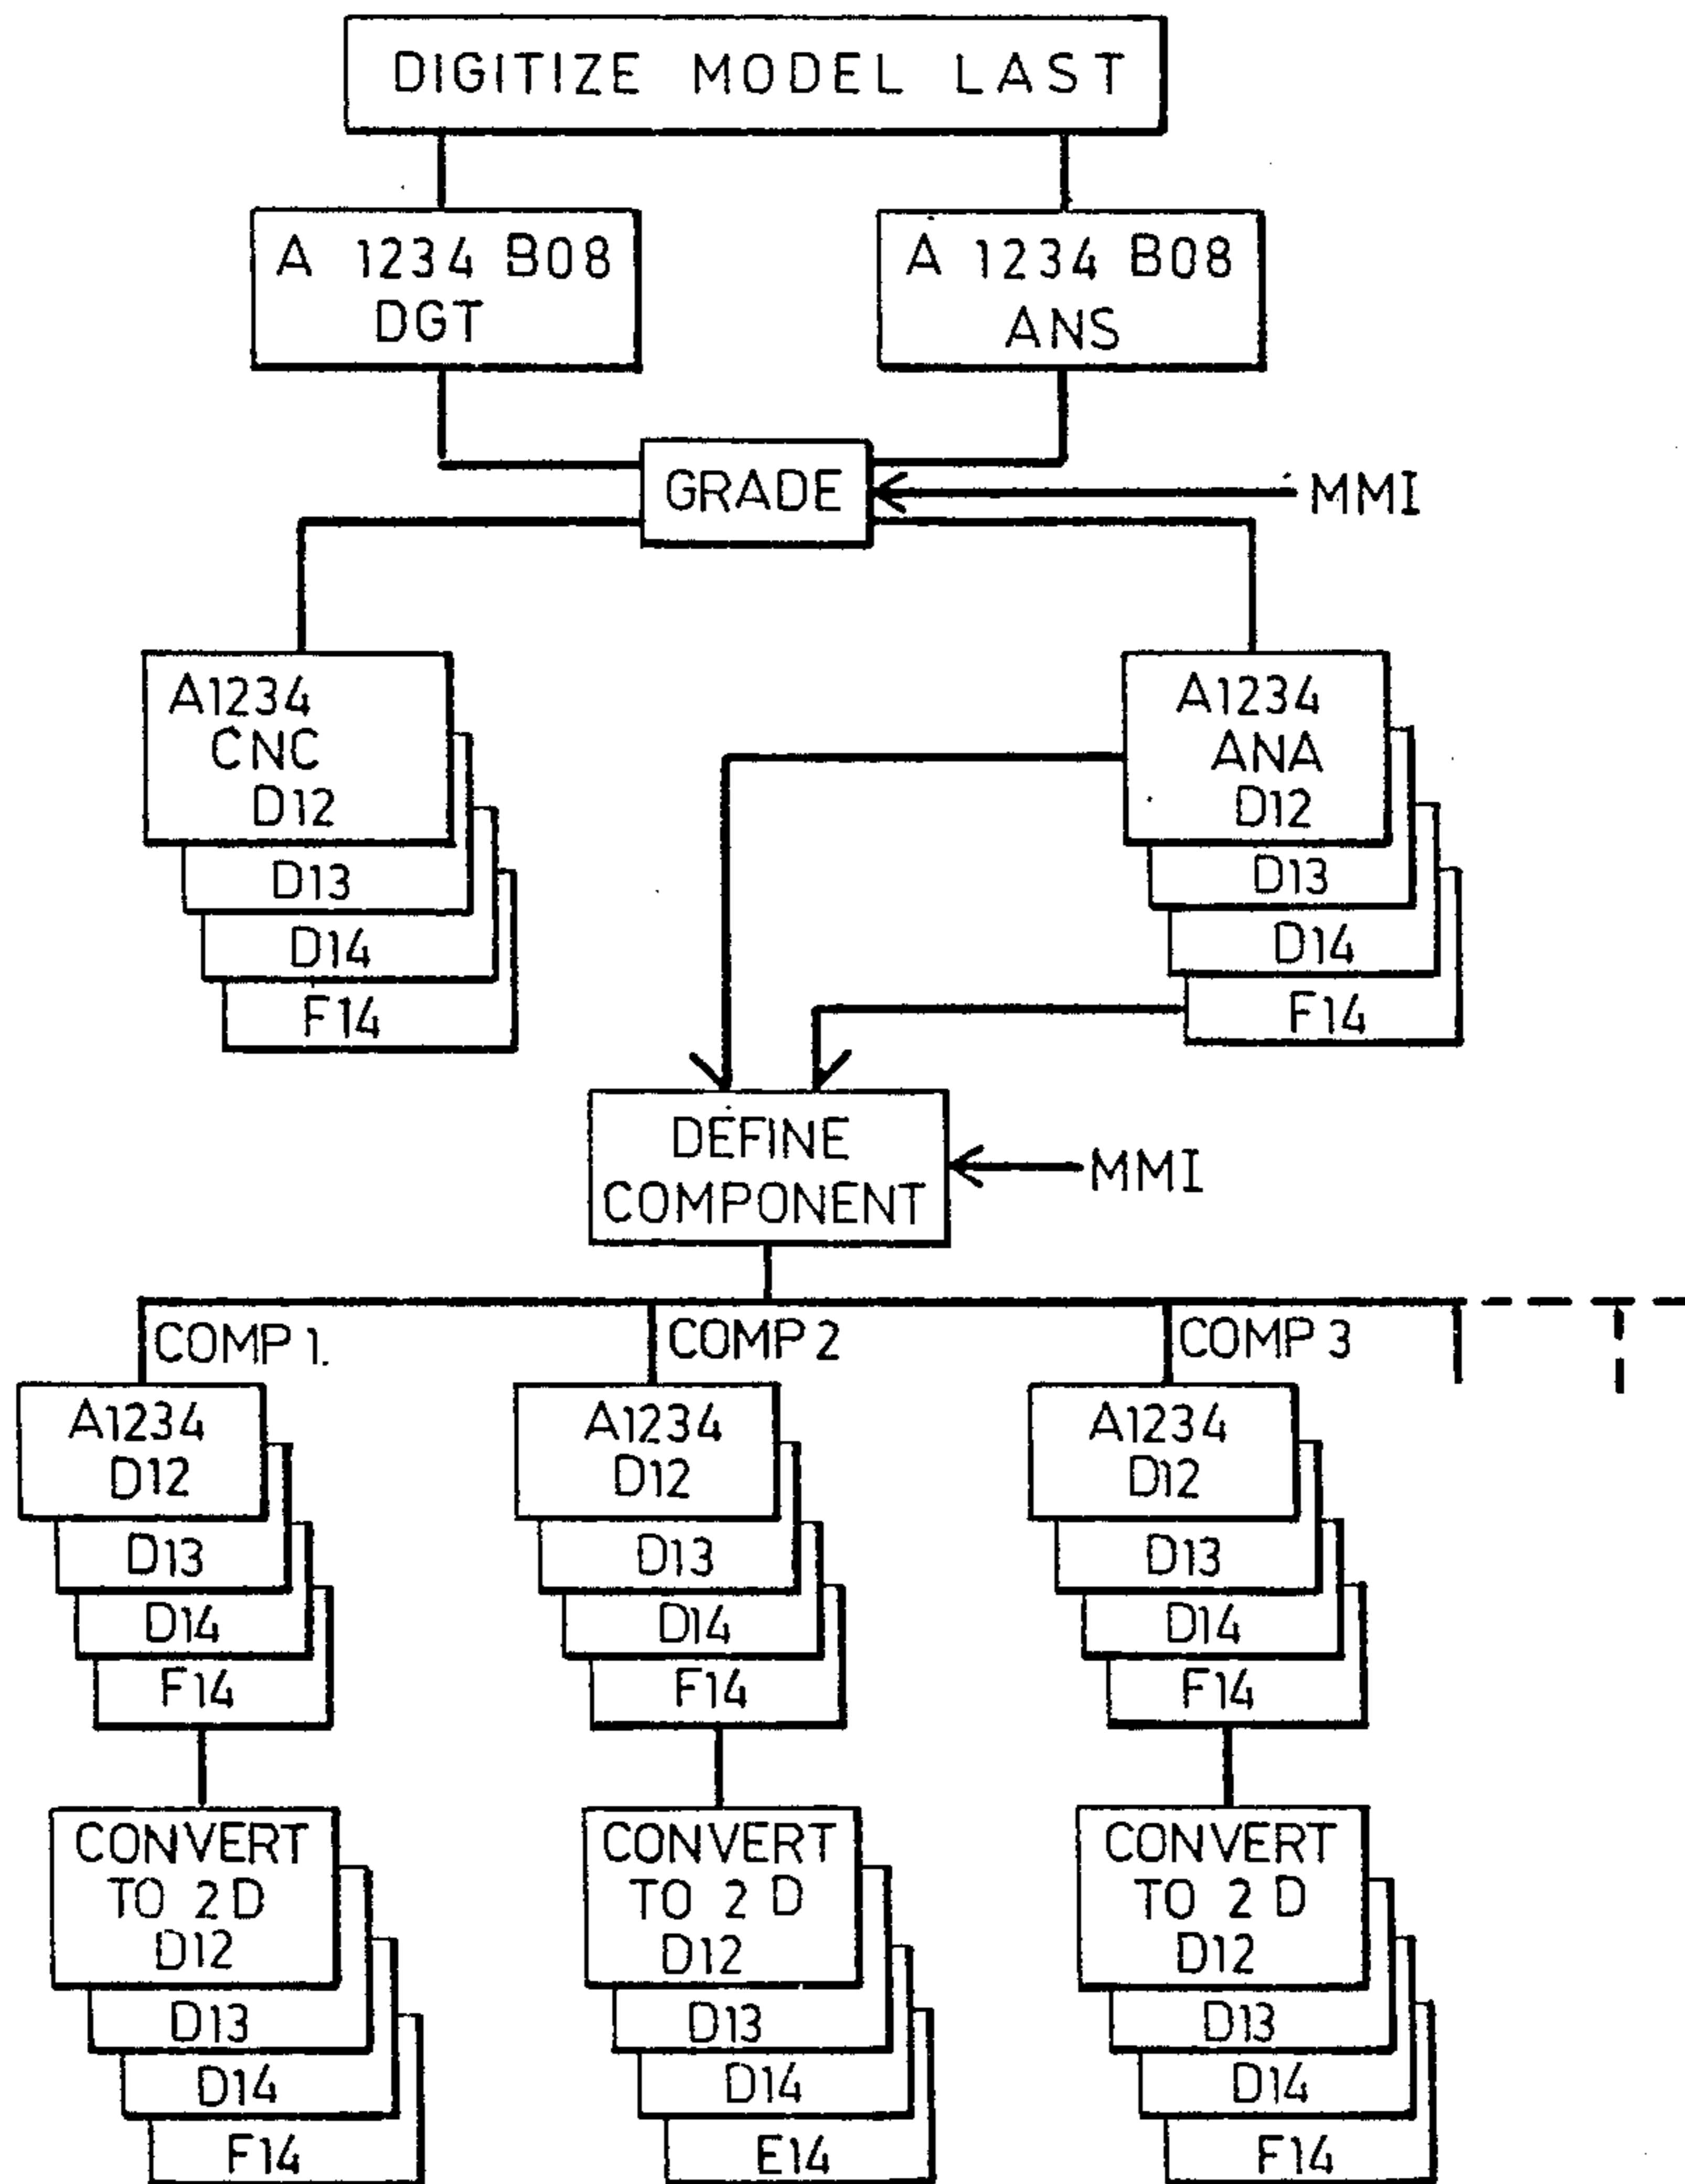 DIGITIZE MODEL LAST
A 1234 B08
DGT
A 1234 B08
ANS
GRADE
MMI
A1234
CNC
D12
D13
D14
F14
A1234
ANA
D12
D13
D14
F14
DEFINE
COMPONENT
MMI
COMP 1.
A1234
D12
D13
D14
F14
COMP 2
A1234
D12
D13
D14
F14
COMP 3
A1234
D12
D13
D14
F14
CONVERT
TO 2 D
D12
D13
D14
F14
CONVERT
TO 2 D
D12
D13
D14
E14
CONVERT
TO 2 D
D12
D13
D14
F14